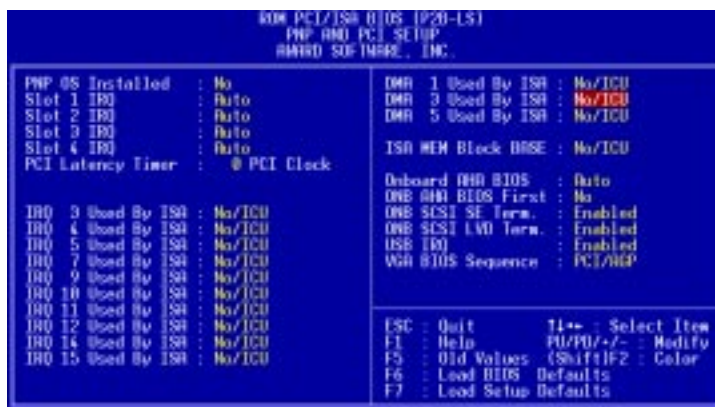 ROM PCI/ISA BIOS (P2B-LS)
PNP AND PCI SETUP
AWARD SOFTWARE, INC.
PNP OS Installed : No
Slot 1 IRQ : Auto
Slot 2 IRQ : Auto
Slot 3 IRQ : Auto
Slot 4 IRQ : Auto
PCI Latency Timer : 0 PCI Clock
IRQ 3 Used By ISA : No/ICU
IRQ 4 Used By ISA : No/ICU
IRQ 5 Used By ISA : No/ICU
IRQ 7 Used By ISA : No/ICU
IRQ 9 Used By ISA : No/ICU
IRQ 10 Used By ISA : No/ICU
IRQ 11 Used By ISA : No/ICU
IRQ 12 Used By ISA : No/ICU
IRQ 14 Used By ISA : No/ICU
IRQ 15 Used By ISA : No/ICU
DMA 1 Used By ISA : No/ICU
DMA 3 Used By ISA : No/ICU
DMA 5 Used By ISA : No/ICU
ISA MEM Block BASE : No/ICU
Onboard AHA BIOS : Auto
ONB AHA BIOS First : No
ONB SCSI SE Term. : Enabled
ONB SCSI LVD Term. : Enabled
USB IRQ : Enabled
VGA BIOS Sequence : PCI/AGP
ESC : Quit ↑↓→← : Select Item
F1 : Help PU/PD/+/- : Modify
F5 : Old Values (Shift)F2 : Color
F6 : Load BIOS Defaults
F7 : Load Setup Defaults